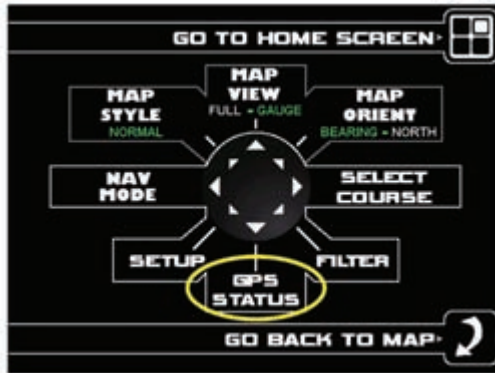 GO TO HOME SCREEN
MAP
VIEW
FULL - GAUGE
MAP
STYLE
NORMAL
MAP
ORIENT
BEARING - NORTH
NAV
MODE
SELECT
COURSE
SETUP
FILTER
GPS
STATUS
GO BACK TO MAP